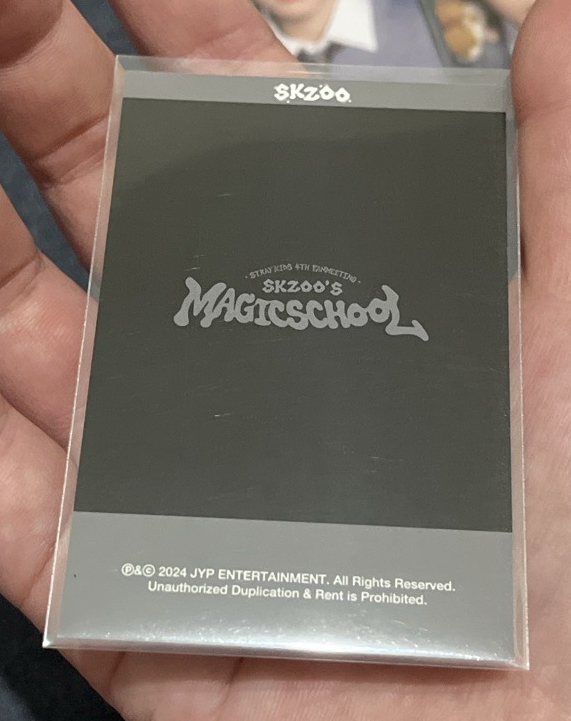 SKZOO
· STRAY KIDS 4TH FANMEETING ·
SKZOO'S
MAGICSCHOOL
Ⓟ&© 2024 JYP ENTERTAINMENT. All Rights Reserved.
Unauthorized Duplication & Rent is Prohibited.